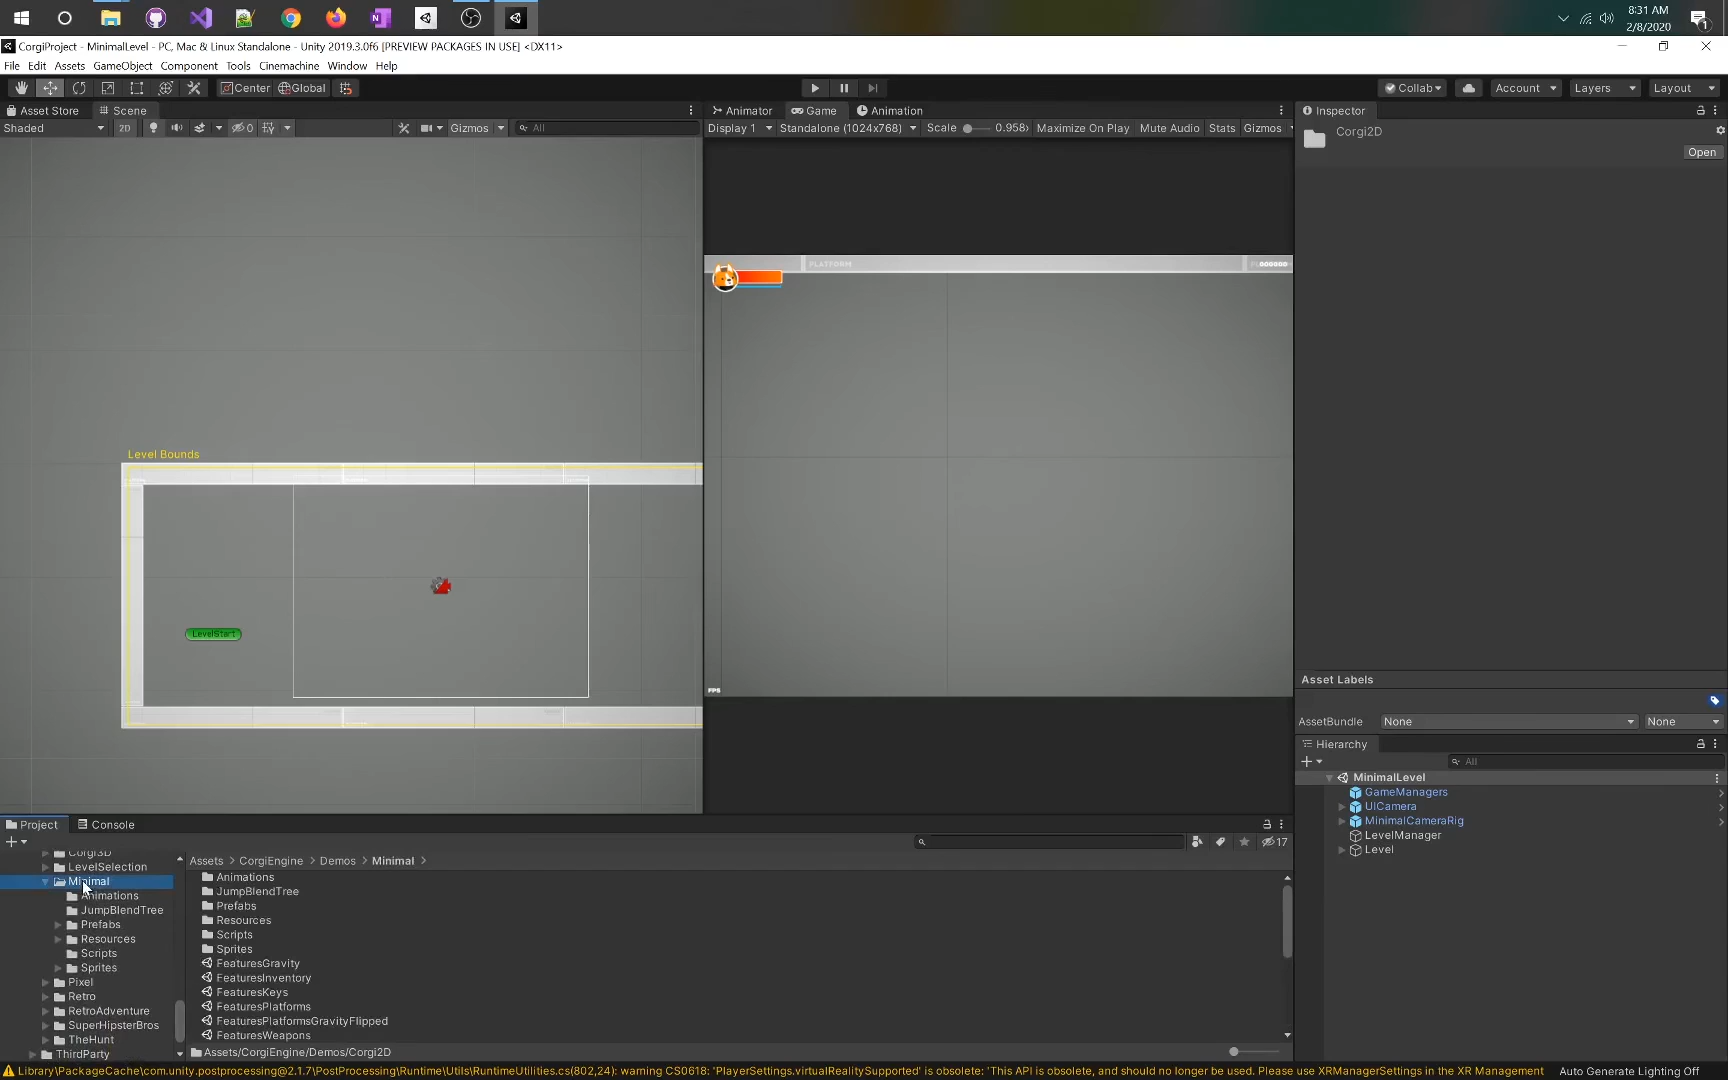 8:31 AM
2/8/2020
CorgiProject - MinimalLevel - PC, Mac & Linux Standalone - Unity 2019.3.0f6 [PREVIEW PACKAGES IN USE] <DX11>
File Edit Assets GameObject Component Tools Cinemachine Window Help
Center Global Collab Account Layers Layout
Asset Store Scene Animator Game Animation Inspector
Shaded 2D 0 Gizmos All Display 1 Standalone (1024x768) Scale 0.958x Maximize On Play Mute Audio Stats Gizmos
Corgi2D
Open
PLATFORM
000000
Level Bounds
LevelStart
FPS
Asset Labels
AssetBundle None None
Hierarchy
All
MinimalLevel
GameManagers
UICamera
MinimalCameraRig
LevelManager
Level
Project Console
17
Corgi3D
LevelSelection
Minimal
Animations
JumpBlendTree
Prefabs
Resources
Scripts
Sprites
Pixel
Retro
RetroAdventure
SuperHipsterBros
TheHunt
ThirdParty
Assets > CorgiEngine > Demos > Minimal >
Animations
JumpBlendTree
Prefabs
Resources
Scripts
Sprites
FeaturesGravity
FeaturesInventory
FeaturesKeys
FeaturesPlatforms
FeaturesPlatformsGravityFlipped
FeaturesWeapons
Assets/CorgiEngine/Demos/Corgi2D
Library\PackageCache\com.unity.postprocessing@2.1.7\PostProcessing\Runtime\Utils\RuntimeUtilities.cs(802,24): warning CS0618: 'PlayerSettings.virtualRealitySupported' is obsolete: 'This API is obsolete, and should no longer be used. Please use XRManagerSettings in the XR Management
Auto Generate Lighting Off